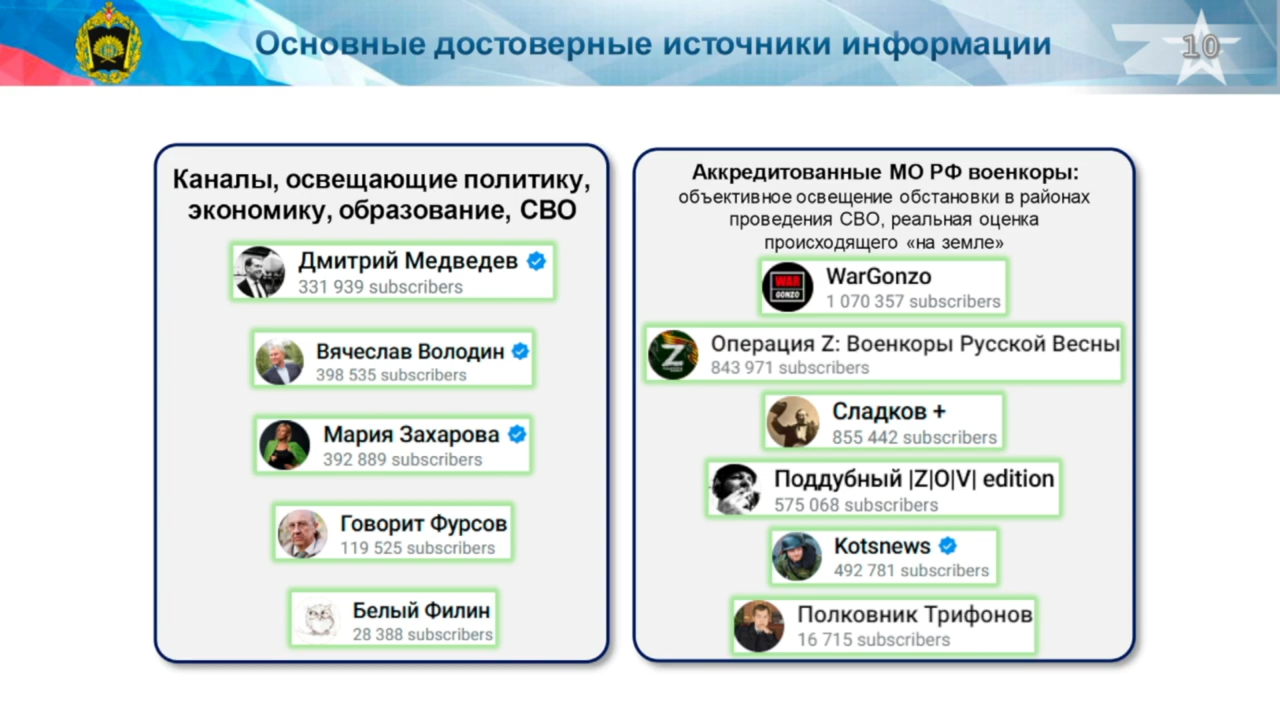 Основные достоверные источники информации
10
Каналы, освещающие политику,
экономику, образование, СВО
Дмитрий Медведев
331 939 subscribers
Вячеслав Володин
398 535 subscribers
Мария Захарова
392 889 subscribers
Говорит Фурсов
119 525 subscribers
Белый Филин
28 388 subscribers
Аккредитованные МО РФ военкоры:
объективное освещение обстановки в районах
проведения СВО, реальная оценка
происходящего «на земле»
WAR
GONZO
WarGonzo
1 070 357 subscribers
Z
Операция Z: Военкоры Русской Весны
843 971 subscribers
Сладков +
855 442 subscribers
Поддубный |Z|O|V| edition
575 068 subscribers
Kotsnews
492 781 subscribers
Полковник Трифонов
16 715 subscribers